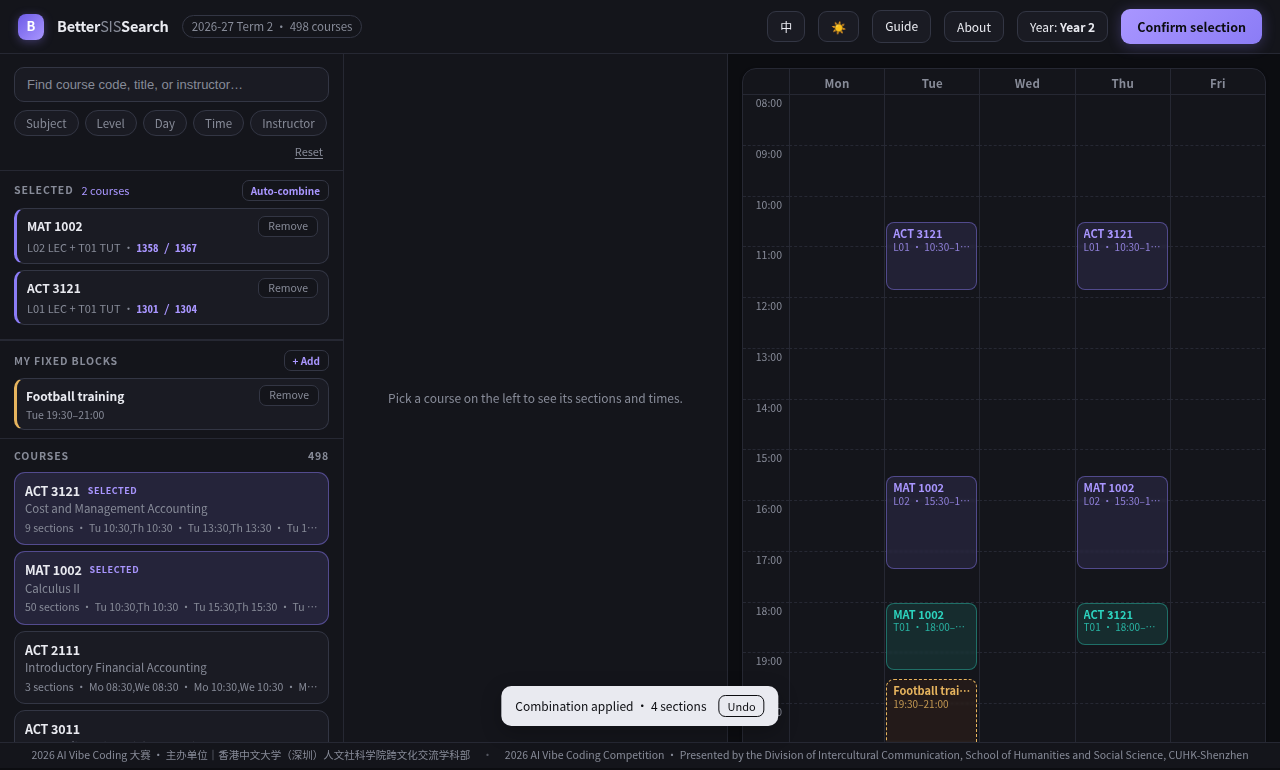 B BetterSISSearch 2026-27 Term 2 • 498 courses 中 Guide About Year: Year 2 Confirm selection
Find course code, title, or instructor…
Subject Level Day Time Instructor
Reset
SELECTED 2 courses Auto-combine
MAT 1002 Remove
L02 LEC + T01 TUT • 1358 / 1367
ACT 3121 Remove
L01 LEC + T01 TUT • 1301 / 1304
MY FIXED BLOCKS + Add
Football training Remove
Tue 19:30–21:00
COURSES 498
ACT 3121 SELECTED
Cost and Management Accounting
9 sections • Tu 10:30,Th 10:30 • Tu 13:30,Th 13:30 • Tu 1…
MAT 1002 SELECTED
Calculus II
50 sections • Tu 10:30,Th 10:30 • Tu 15:30,Th 15:30 • Tu …
ACT 2111
Introductory Financial Accounting
3 sections • Mo 08:30,We 08:30 • Mo 10:30,We 10:30 • M…
ACT 3011
Pick a course on the left to see its sections and times.
Mon Tue Wed Thu Fri
08:00
09:00
10:00
ACT 3121 ACT 3121
L01 • 10:30–1… L01 • 10:30–1…
11:00
12:00
13:00
14:00
15:00
MAT 1002 MAT 1002
L02 • 15:30–1… L02 • 15:30–1…
16:00
17:00
18:00
MAT 1002 ACT 3121
T01 • 18:00–… T01 • 18:00–…
19:00
Football trai…
19:30–21:00
Combination applied • 4 sections Undo
2026 AI Vibe Coding 大赛 • 主办单位｜香港中文大学（深圳）人文社科学院跨文化交流学科部 • 2026 AI Vibe Coding Competition • Presented by the Division of Intercultural Communication, School of Humanities and Social Science, CUHK-Shenzhen